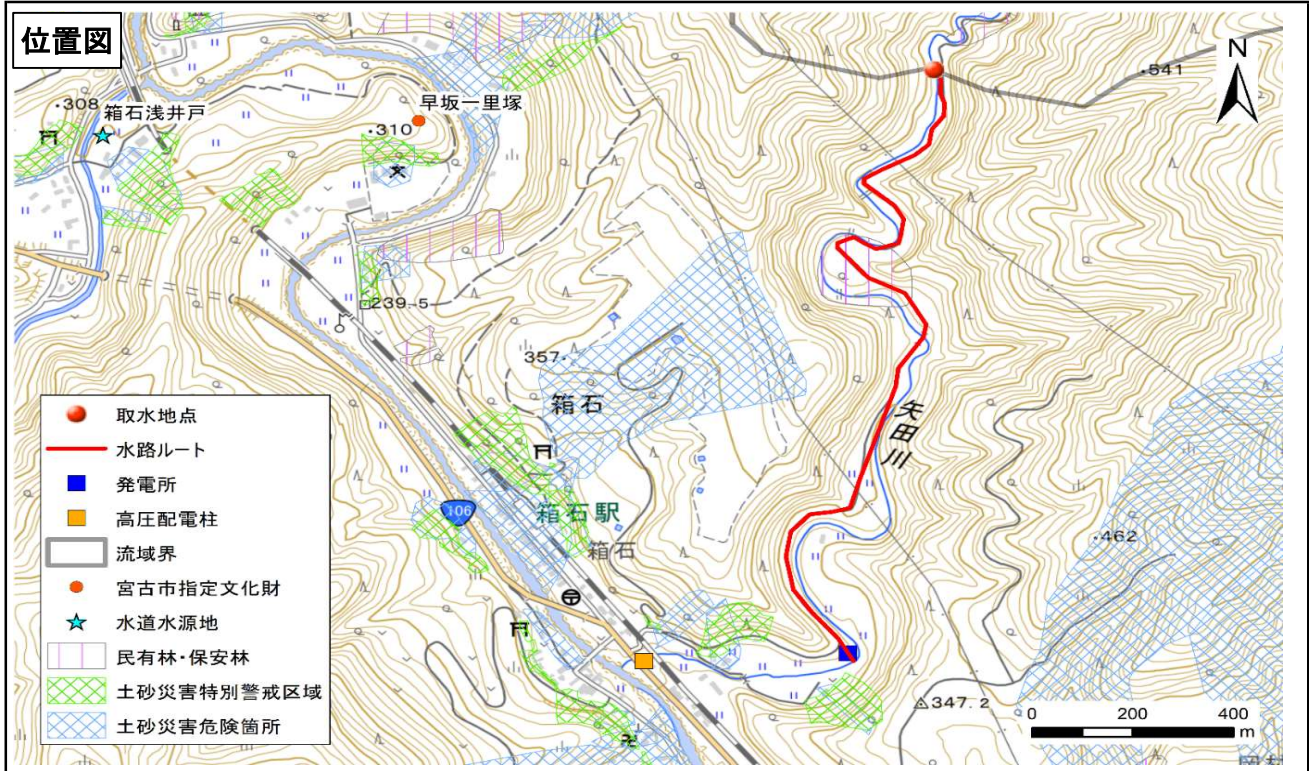 位置図
N
・541
早坂一里塚
・308
箱石浅井戸
・310
239.5
357・
箱石
矢田川
106
箱石駅
箱石
・462
347.2
取水地点
水路ルート
発電所
高圧配電柱
流域界
宮古市指定文化財
水道水源地
民有林・保安林
土砂災害特別警戒区域
土砂災害危険箇所
0 200 400
m